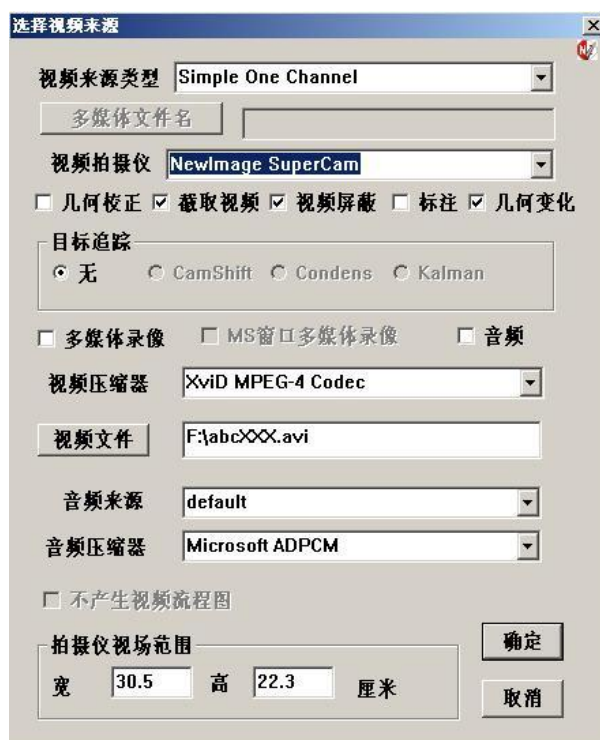 选择视频来源
视频来源类型 Simple One Channel
多媒体文件名
视频拍摄仪 NewImage SuperCam
几何校正 截取视频 视频屏蔽 标注 几何变化
目标追踪
无 CamShift Condens Kalman
多媒体录像 MS窗口多媒体录像 音频
视频压缩器 XviD MPEG-4 Codec
视频文件 F:\abcXXX.avi
音频来源 default
音频压缩器 Microsoft ADPCM
不产生视频流程图
拍摄仪视场范围 确定
宽 30.5 高 22.3 厘米 取消